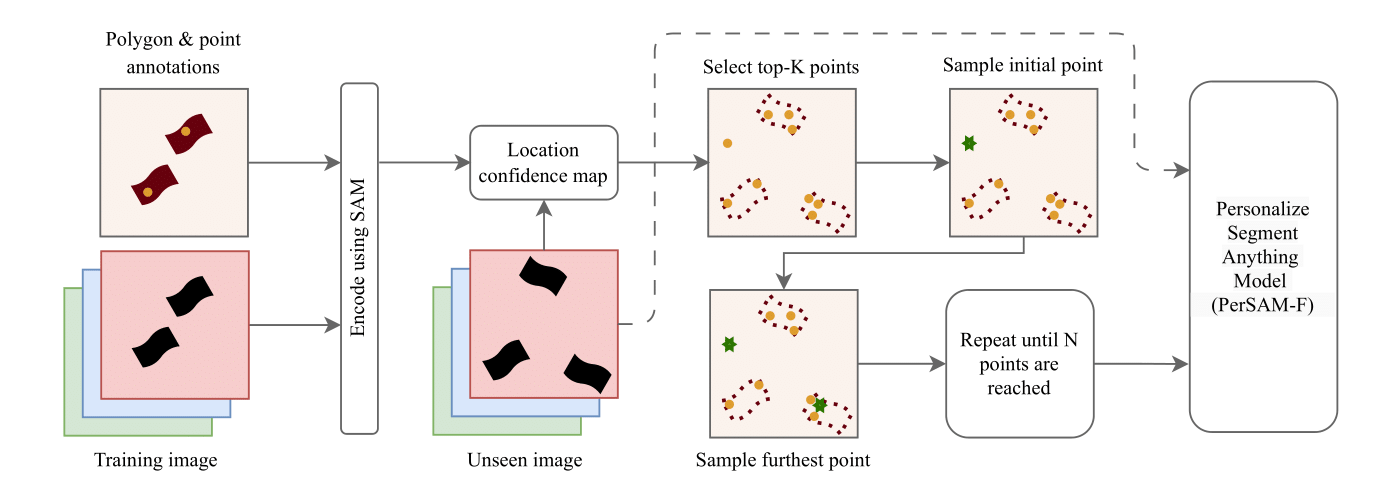 Polygon & point
annotations
Training image
Encode using SAM
Location
confidence map
Unseen image
Select top-K points
Sample initial point
Sample furthest point
Repeat until N
points are
reached
Personalize
Segment
Anything
Model
(PerSAM-F)